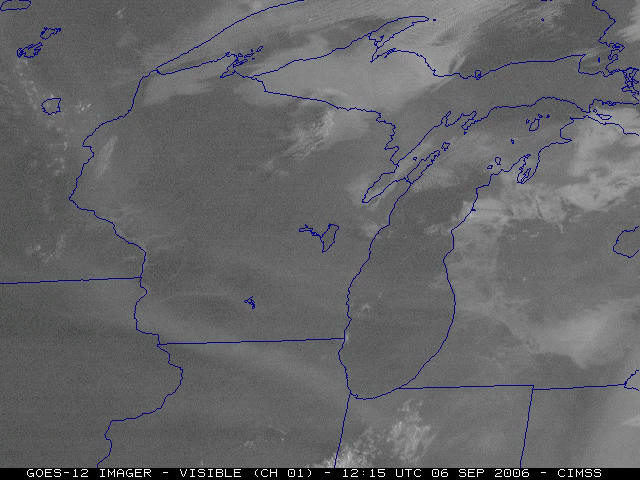 GOES-12 IMAGER - VISIBLE (CH 01) - 12:15 UTC 06 SEP 2006 - CIMSS